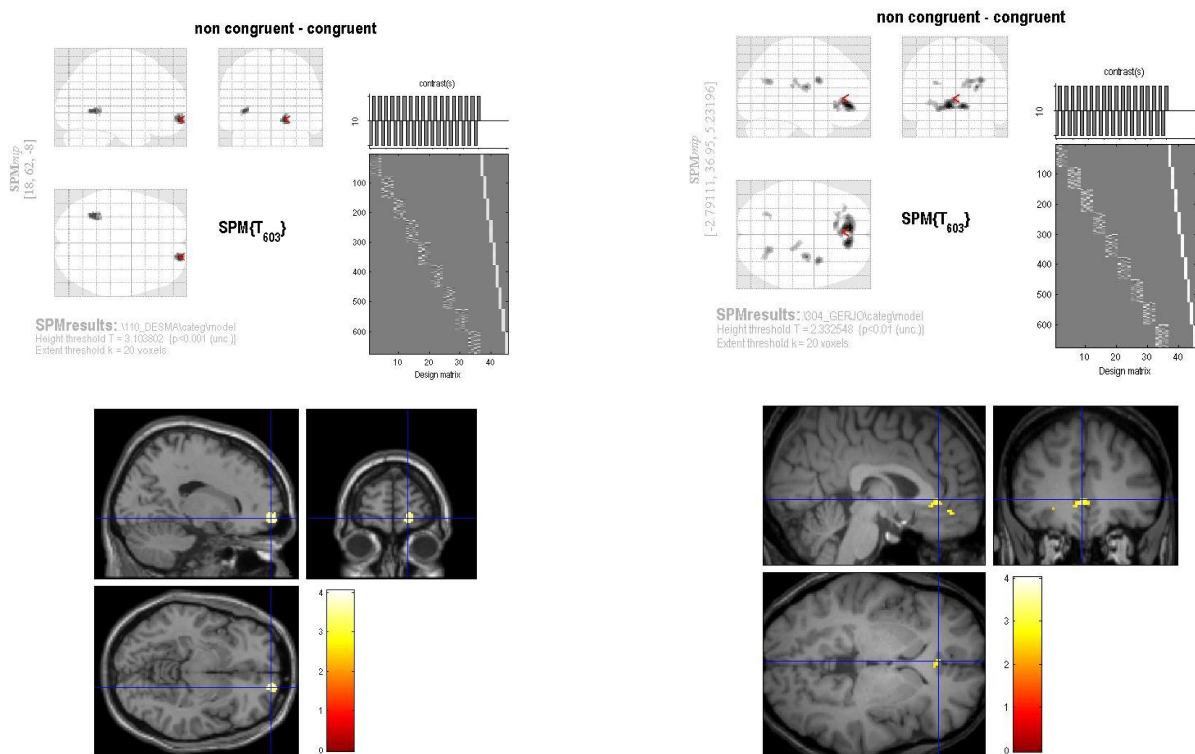 non congruent - congruent
SPMmip
[18, 62, -8]
contrast(s)
10
100
200
300
400
500
600
10 20 30 40
Design matrix
SPM{T603}
SPMresults: .\110_DESMA\categ\model
Height threshold T = 3.103802 {p<0.001 (unc.)}
Extent threshold k = 20 voxels
4
3
2
1
0
non congruent - congruent
SPMmip
[-2.79111, 36.95, 5.23196]
contrast(s)
10
100
200
300
400
500
600
10 20 30 40
Design matrix
SPM{T603}
SPMresults: .\304_GERJO\categ\model
Height threshold T = 2.332548 {p<0.01 (unc.)}
Extent threshold k = 20 voxels
4
3
2
1
0